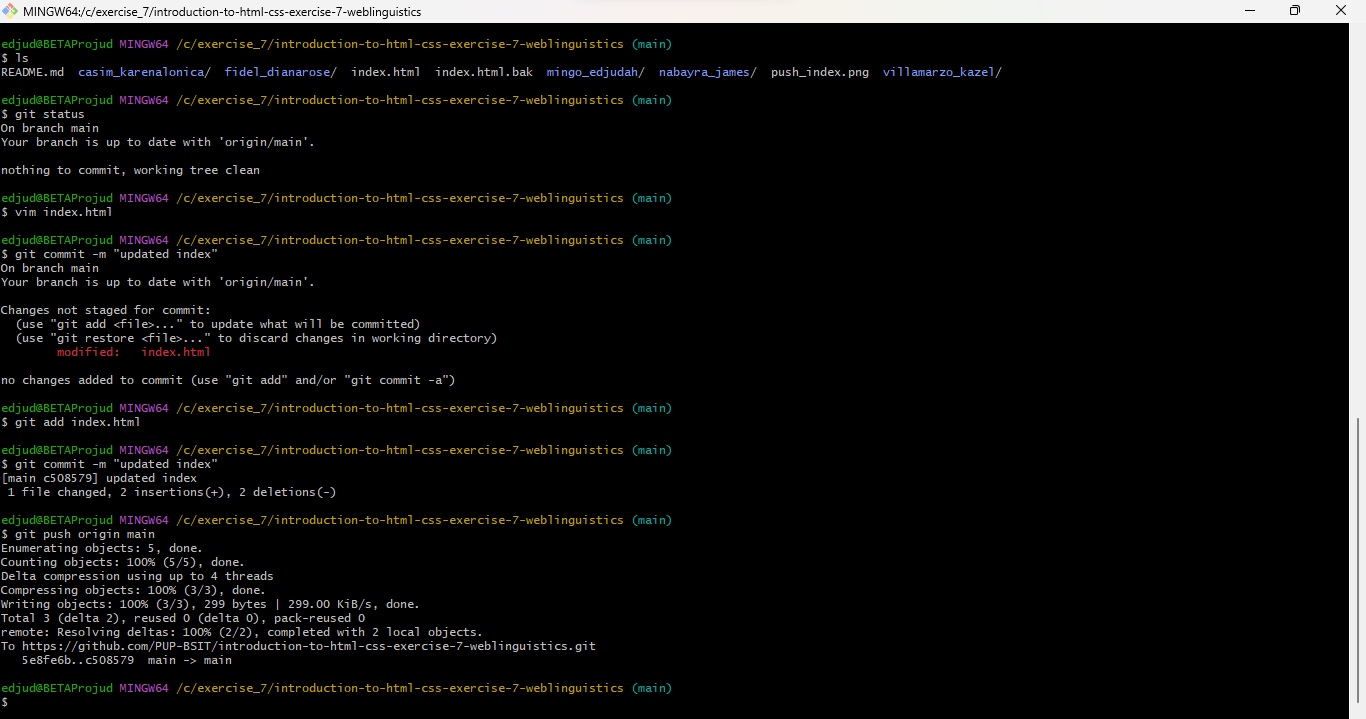 MINGW64:/c/exercise_7/introduction-to-html-css-exercise-7-weblinguistics
edjud@BETAProjud MINGW64 /c/exercise_7/introduction-to-html-css-exercise-7-weblinguistics (main)
$ ls
README.md  casim_karenalonica/  fidel_dianarose/  index.html  index.html.bak  mingo_edjudah/  nabayra_james/  push_index.png  villamarzo_kazel/
edjud@BETAProjud MINGW64 /c/exercise_7/introduction-to-html-css-exercise-7-weblinguistics (main)
$ git status
On branch main
Your branch is up to date with 'origin/main'.
nothing to commit, working tree clean
edjud@BETAProjud MINGW64 /c/exercise_7/introduction-to-html-css-exercise-7-weblinguistics (main)
$ vim index.html
edjud@BETAProjud MINGW64 /c/exercise_7/introduction-to-html-css-exercise-7-weblinguistics (main)
$ git commit -m "updated index"
On branch main
Your branch is up to date with 'origin/main'.
Changes not staged for commit:
  (use "git add <file>..." to update what will be committed)
  (use "git restore <file>..." to discard changes in working directory)
        modified:   index.html
no changes added to commit (use "git add" and/or "git commit -a")
edjud@BETAProjud MINGW64 /c/exercise_7/introduction-to-html-css-exercise-7-weblinguistics (main)
$ git add index.html
edjud@BETAProjud MINGW64 /c/exercise_7/introduction-to-html-css-exercise-7-weblinguistics (main)
$ git commit -m "updated index"
[main c508579] updated index
 1 file changed, 2 insertions(+), 2 deletions(-)
edjud@BETAProjud MINGW64 /c/exercise_7/introduction-to-html-css-exercise-7-weblinguistics (main)
$ git push origin main
Enumerating objects: 5, done.
Counting objects: 100% (5/5), done.
Delta compression using up to 4 threads
Compressing objects: 100% (3/3), done.
Writing objects: 100% (3/3), 299 bytes | 299.00 KiB/s, done.
Total 3 (delta 2), reused 0 (delta 0), pack-reused 0
remote: Resolving deltas: 100% (2/2), completed with 2 local objects.
To https://github.com/PUP-BSIT/introduction-to-html-css-exercise-7-weblinguistics.git
   5e8fe6b..c508579  main -> main
edjud@BETAProjud MINGW64 /c/exercise_7/introduction-to-html-css-exercise-7-weblinguistics (main)
$